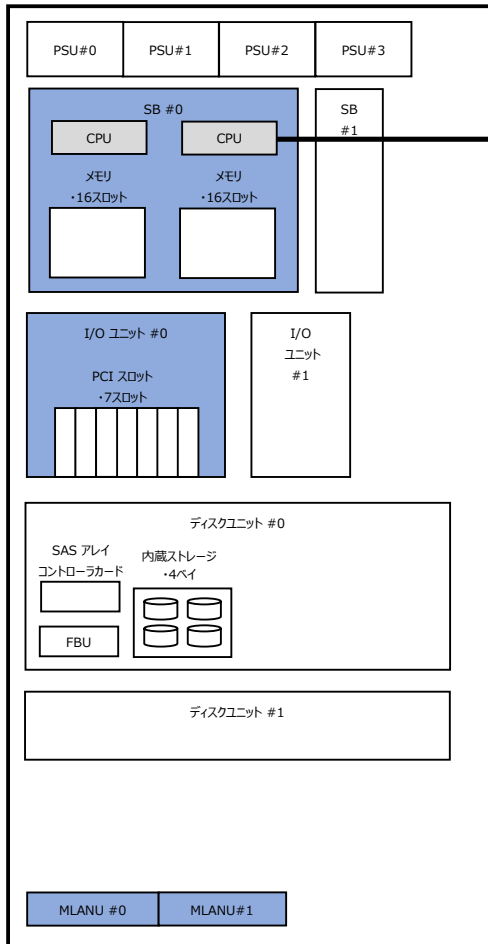 PSU#0
PSU#1
PSU#2
PSU#3
SB #0
CPU
CPU
メモリ
・16スロット
メモリ
・16スロット
SB
#1
I/O ユニット #0
PCI スロット
・7スロット
I/O
ユニット
#1
ディスクユニット #0
SAS アレイ
コントローラカード
FBU
内蔵ストレージ
・4ベイ
ディスクユニット #1
MLANU #0
MLANU#1